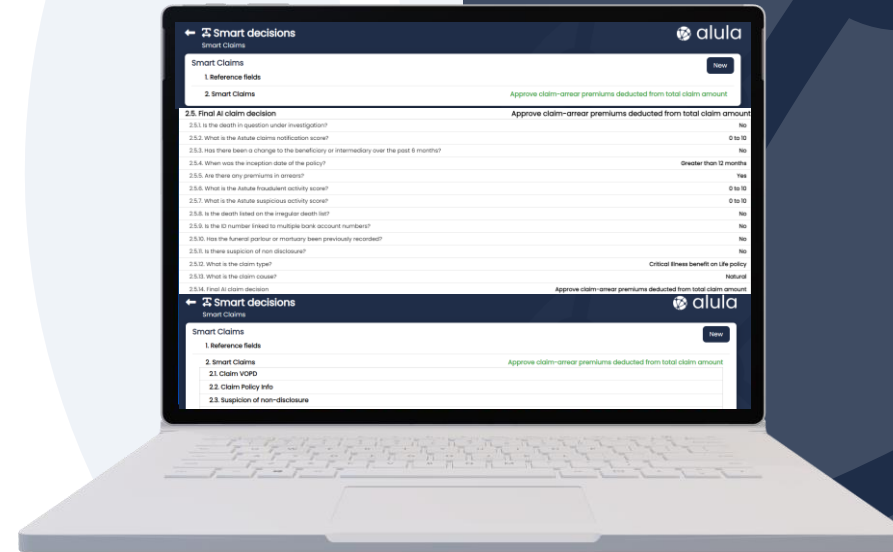 Smart decisions
alula
Smart Claims
Smart Claims
New
1. Reference fields
2. Smart Claims Approve claim-arrear premiums deducted from total claim amount
2.5. Final AI claim decision Approve claim-arrear premiums deducted from total claim amount
2.5.1. Is the death in question under investigation? No
2.5.2. What is the Astute claims notification score? 0 to 10
2.5.3. Has there been a change to the beneficiary or intermediary over the past 6 months? No
2.5.4. When was the inception date of the policy? Greater than 12 months
2.5.5. Are there any premiums in arrears? Yes
2.5.6. What is the Astute fraudulent activity score? 0 to 10
2.5.7. What is the Astute suspicious activity score? 0 to 10
2.5.8. Is the death listed on the irregular death list? No
2.5.9. Is the ID number linked to multiple bank account numbers? No
2.5.10. Has the funeral parlour or mortuary been previously recorded? No
2.5.11. Is there suspicion of non disclosure? No
2.5.12. What is the claim type? Critical illness benefit on Life policy
2.5.13. What is the claim cause? Natural
2.5.14. Final AI claim decision Approve claim-arrear premiums deducted from total claim amount
Smart decisions
alula
Smart Claims
Smart Claims
New
1. Reference fields
2. Smart Claims Approve claim-arrear premiums deducted from total claim amount
2.1. Claim VOPD
2.2. Claim Policy Info
2.3. Suspicion of non-disclosure